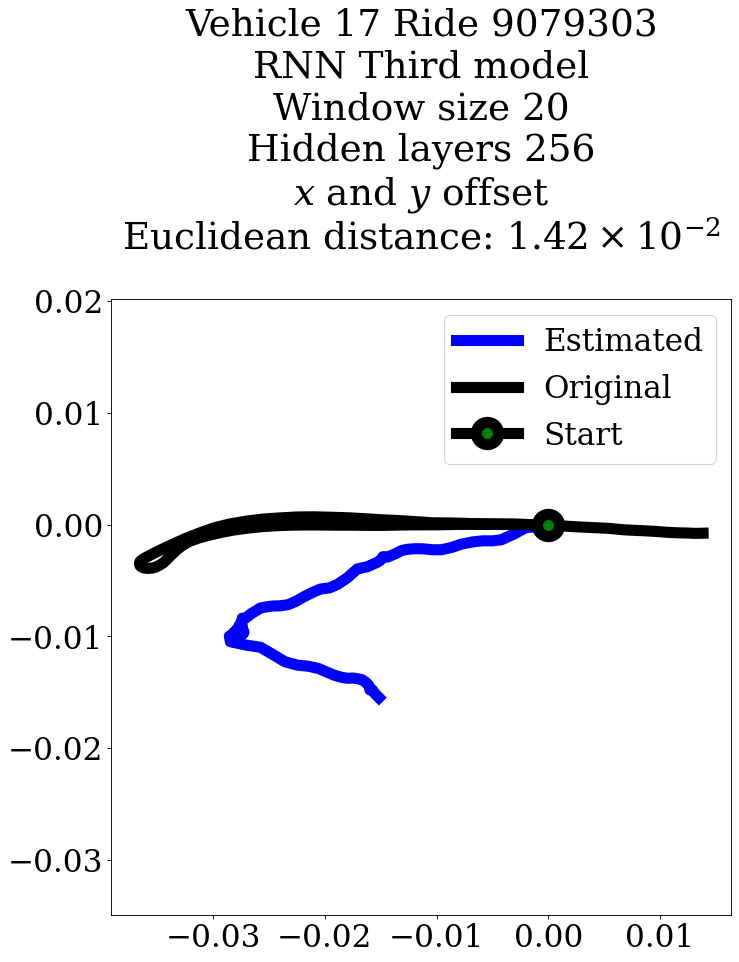 Vehicle 17 Ride 9079303
RNN Third model
Window size 20
Hidden layers 256
x and y offset
Euclidean distance: 1.42 × 10⁻²
0.02
Estimated
0.01
Original
Start
0.00
−0.01
−0.02
−0.03
−0.03 −0.02 −0.01 0.00 0.01